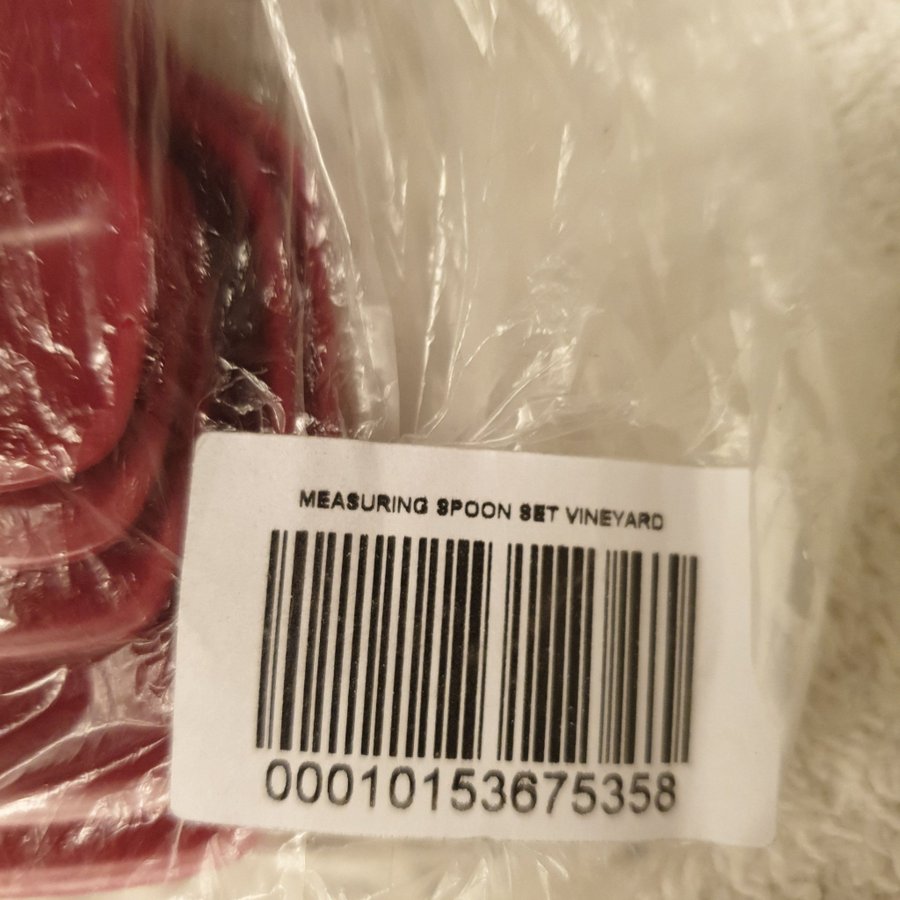 MEASURING SPOON SET VINEYARD
00010153675358